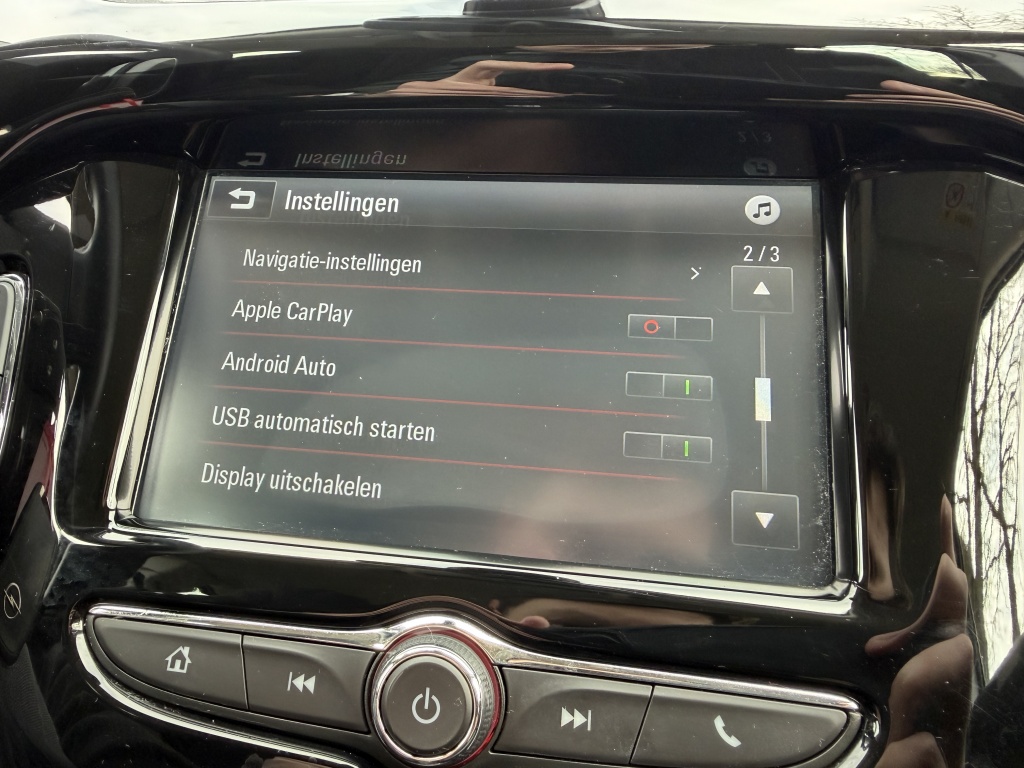 Instellingen
2/3
Navigatie-instellingen
Apple CarPlay
Android Auto
USB automatisch starten
Display uitschakelen